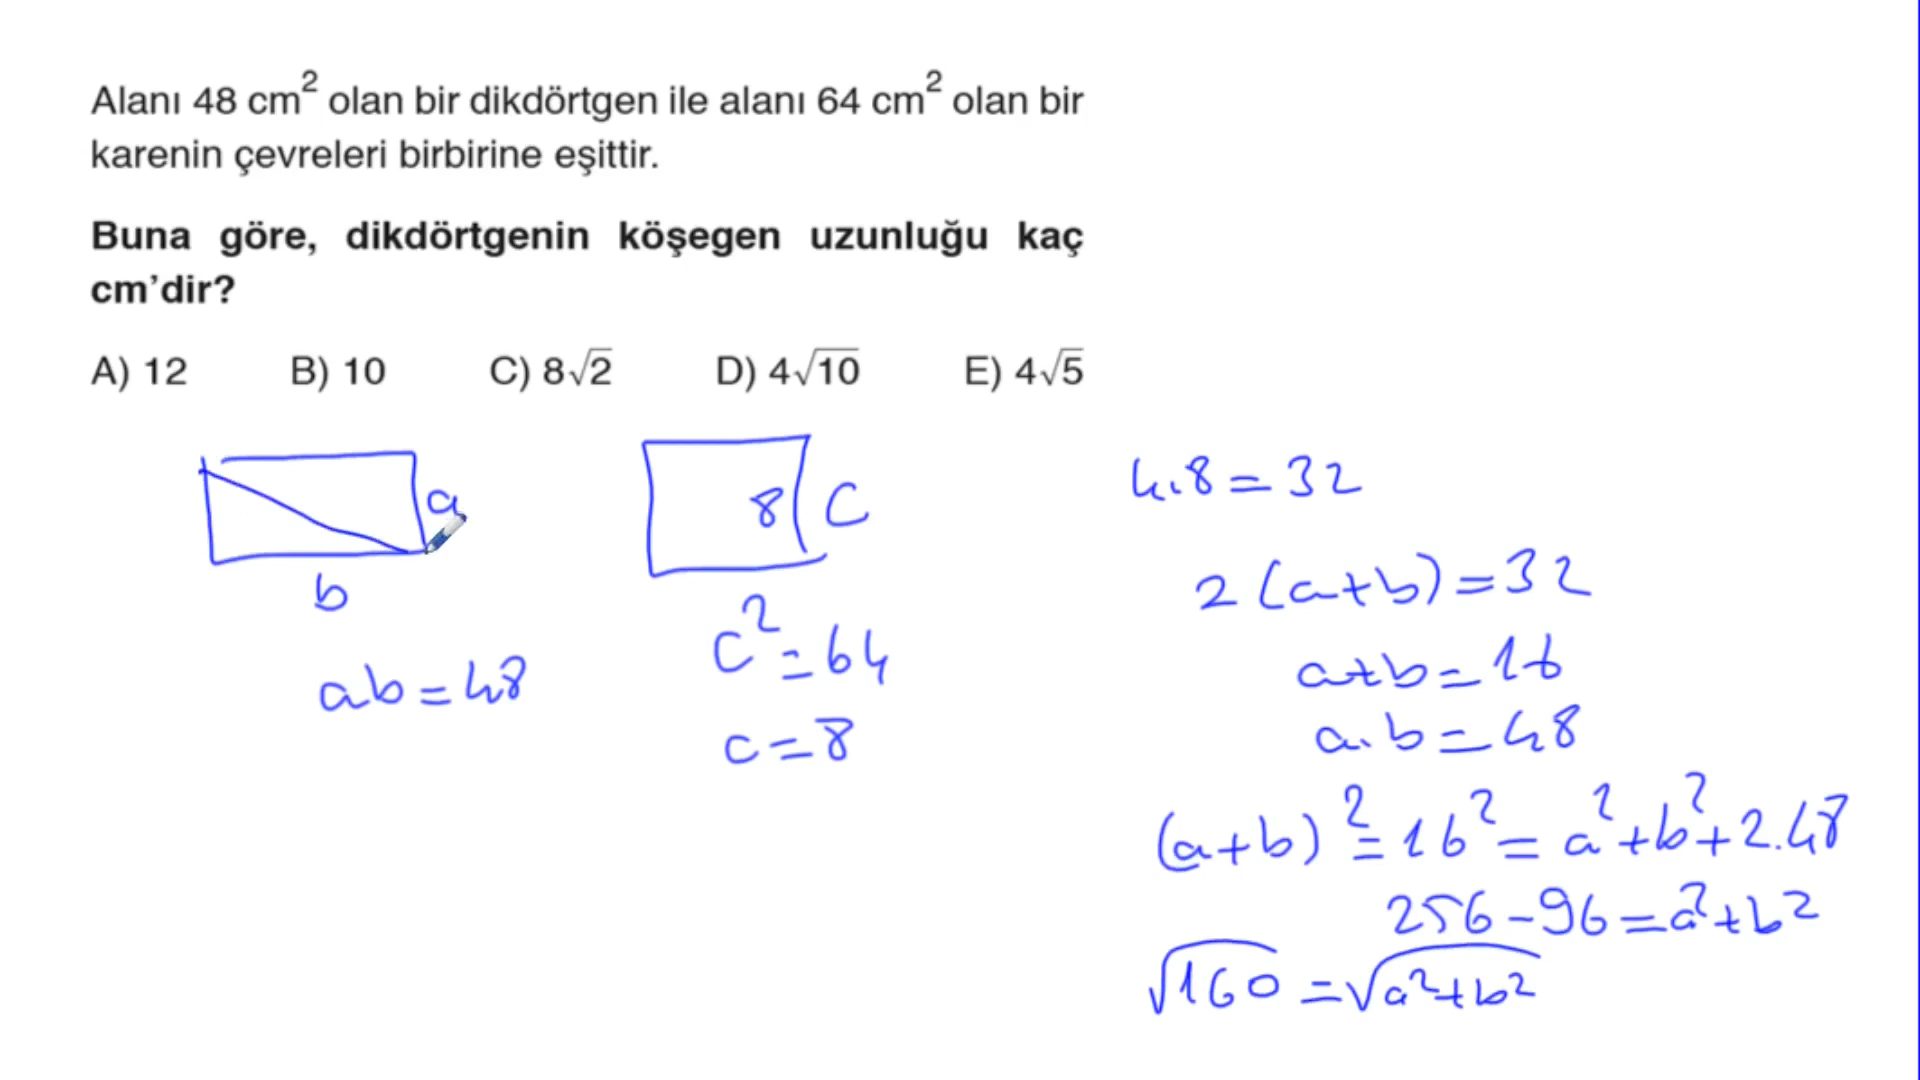 Alanı 48 cm² olan bir dikdörtgen ile alanı 64 cm² olan bir
karenin çevreleri birbirine eşittir.
Buna göre, dikdörtgenin köşegen uzunluğu kaç
cm’dir?
A) 12 B) 10 C) 8√2 D) 4√10 E) 4√5
a
b
ab=48
8 C
c²=64
c=8
4.8=32
2(a+b)=32
a+b=16
a.b=48
(a+b)²=16²=a²+b²+2.48
256-96=a²+b²
√160=√a²+b²